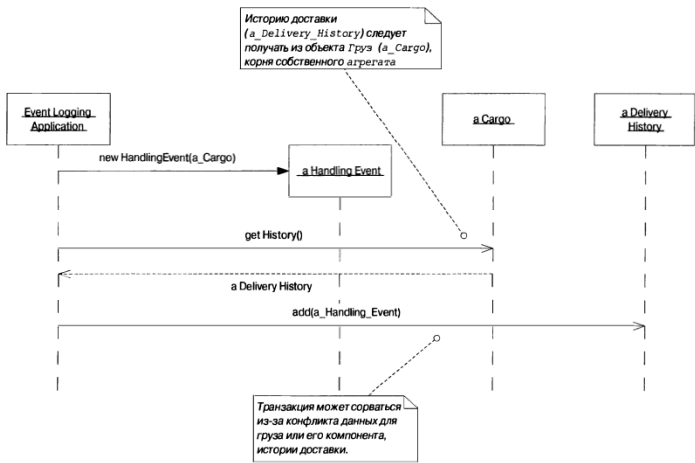 Историю доставки
(a_Delivery_History) следует
получать из объекта Груз (a_Cargo),
корня собственного агрегата
Event Logging
Application
a Cargo
a Delivery
History
new HandlingEvent(a_Cargo)
a Handling Event
get History()
a Delivery History
add(a_Handling_Event)
Транзакция может сорваться
из-за конфликта данных для
груза или его компонента,
истории доставки.